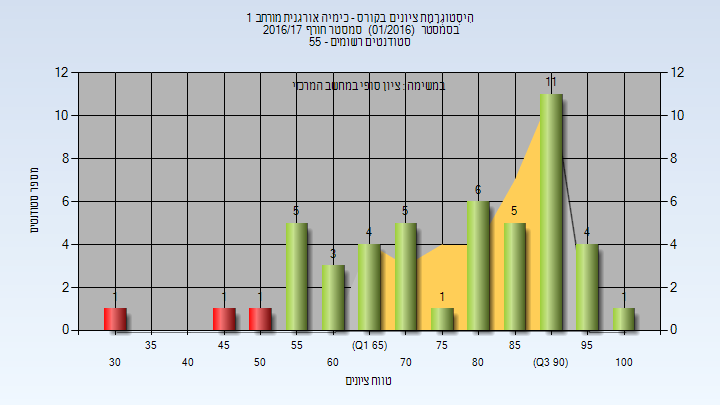 הִיסְטוֹגְרָמַת ציונים בקורס - כימיה אורגנית מורחב 1
בסמסטר (01/2016) סמסטר חורף 2016/17
סטודנטים רשומים - 55
במשימה : ציון סופי במחשב המרכזי
מספר סטודנטים
12 12
10 10
8 8
6 6
4 4
2 2
0 0
1 1 1 5 3 4 5 1 6 5 11 4 1
35 45 55 (Q1 65) 75 85 95
30 40 50 60 70 80 (Q3 90) 100
טווח ציונים